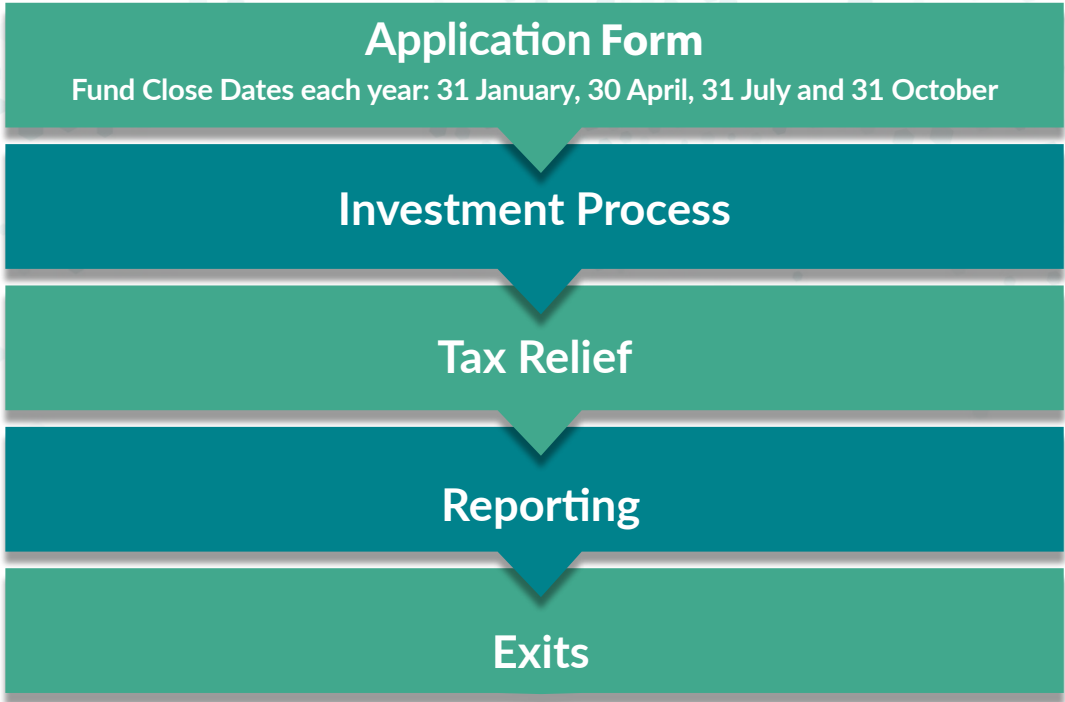 Application Form
Fund Close Dates each year: 31 January, 30 April, 31 July and 31 October
Investment Process
Tax Relief
Reporting
Exits